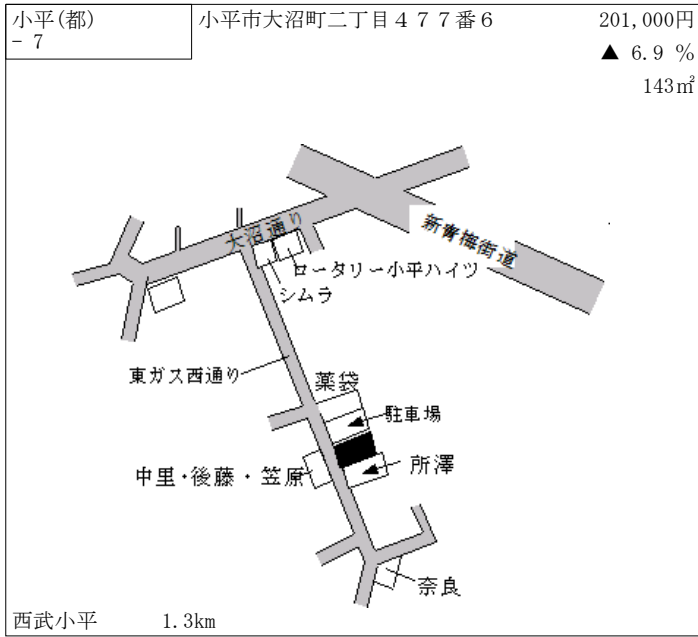 小平(都)
- 7
小平市大沼町二丁目４７７番６
201,000円
▲ 6.9 %
143㎡
大沼通り
新青梅街道
ロータリー小平ハイツ
シムラ
東ガス西通り
薬袋
駐車場
中里・後藤・笠原
所澤
奈良
西武小平 1.3km